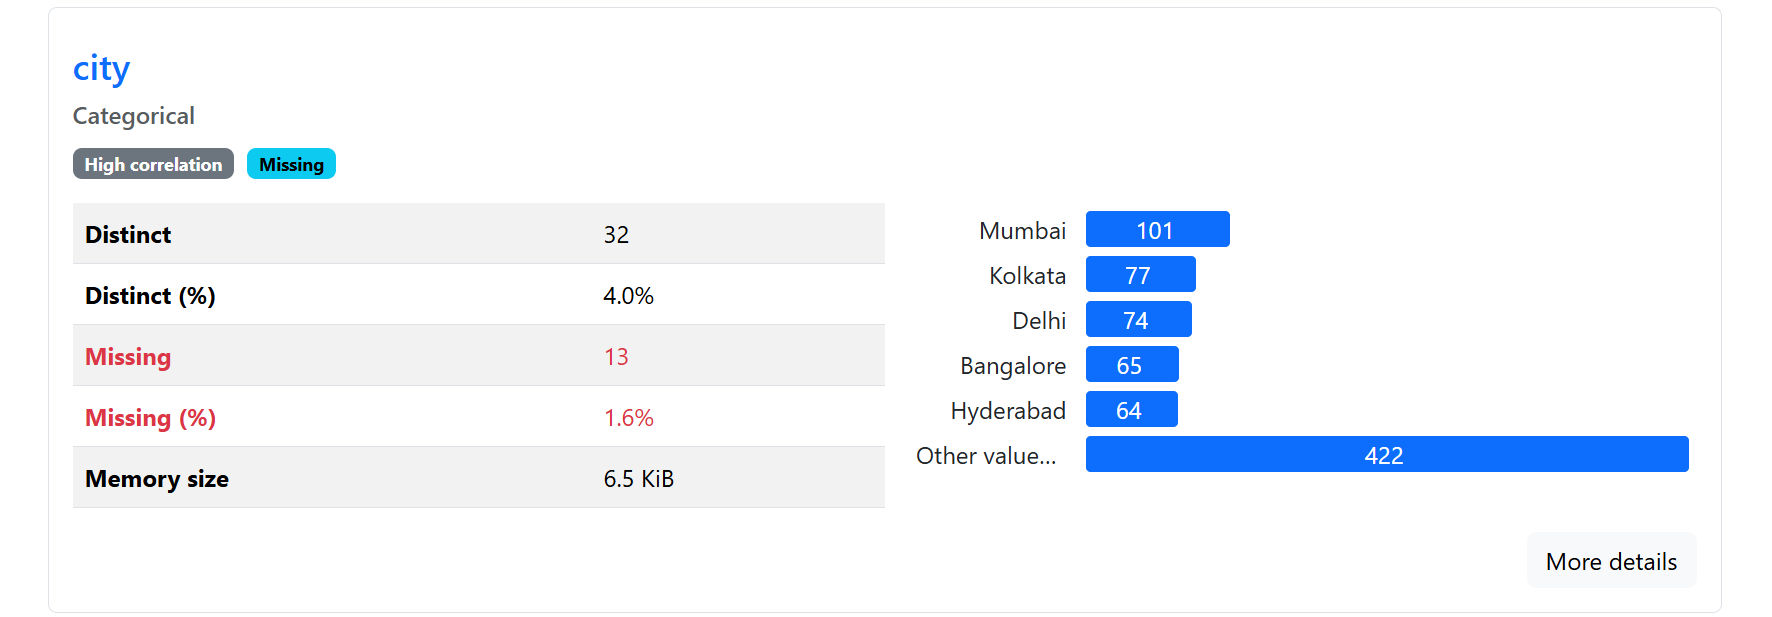 city
Categorical
High correlation Missing
Distinct 32
Distinct (%) 4.0%
Missing 13
Missing (%) 1.6%
Memory size 6.5 KiB
Mumbai 101
Kolkata 77
Delhi 74
Bangalore 65
Hyderabad 64
Other value... 422
More details